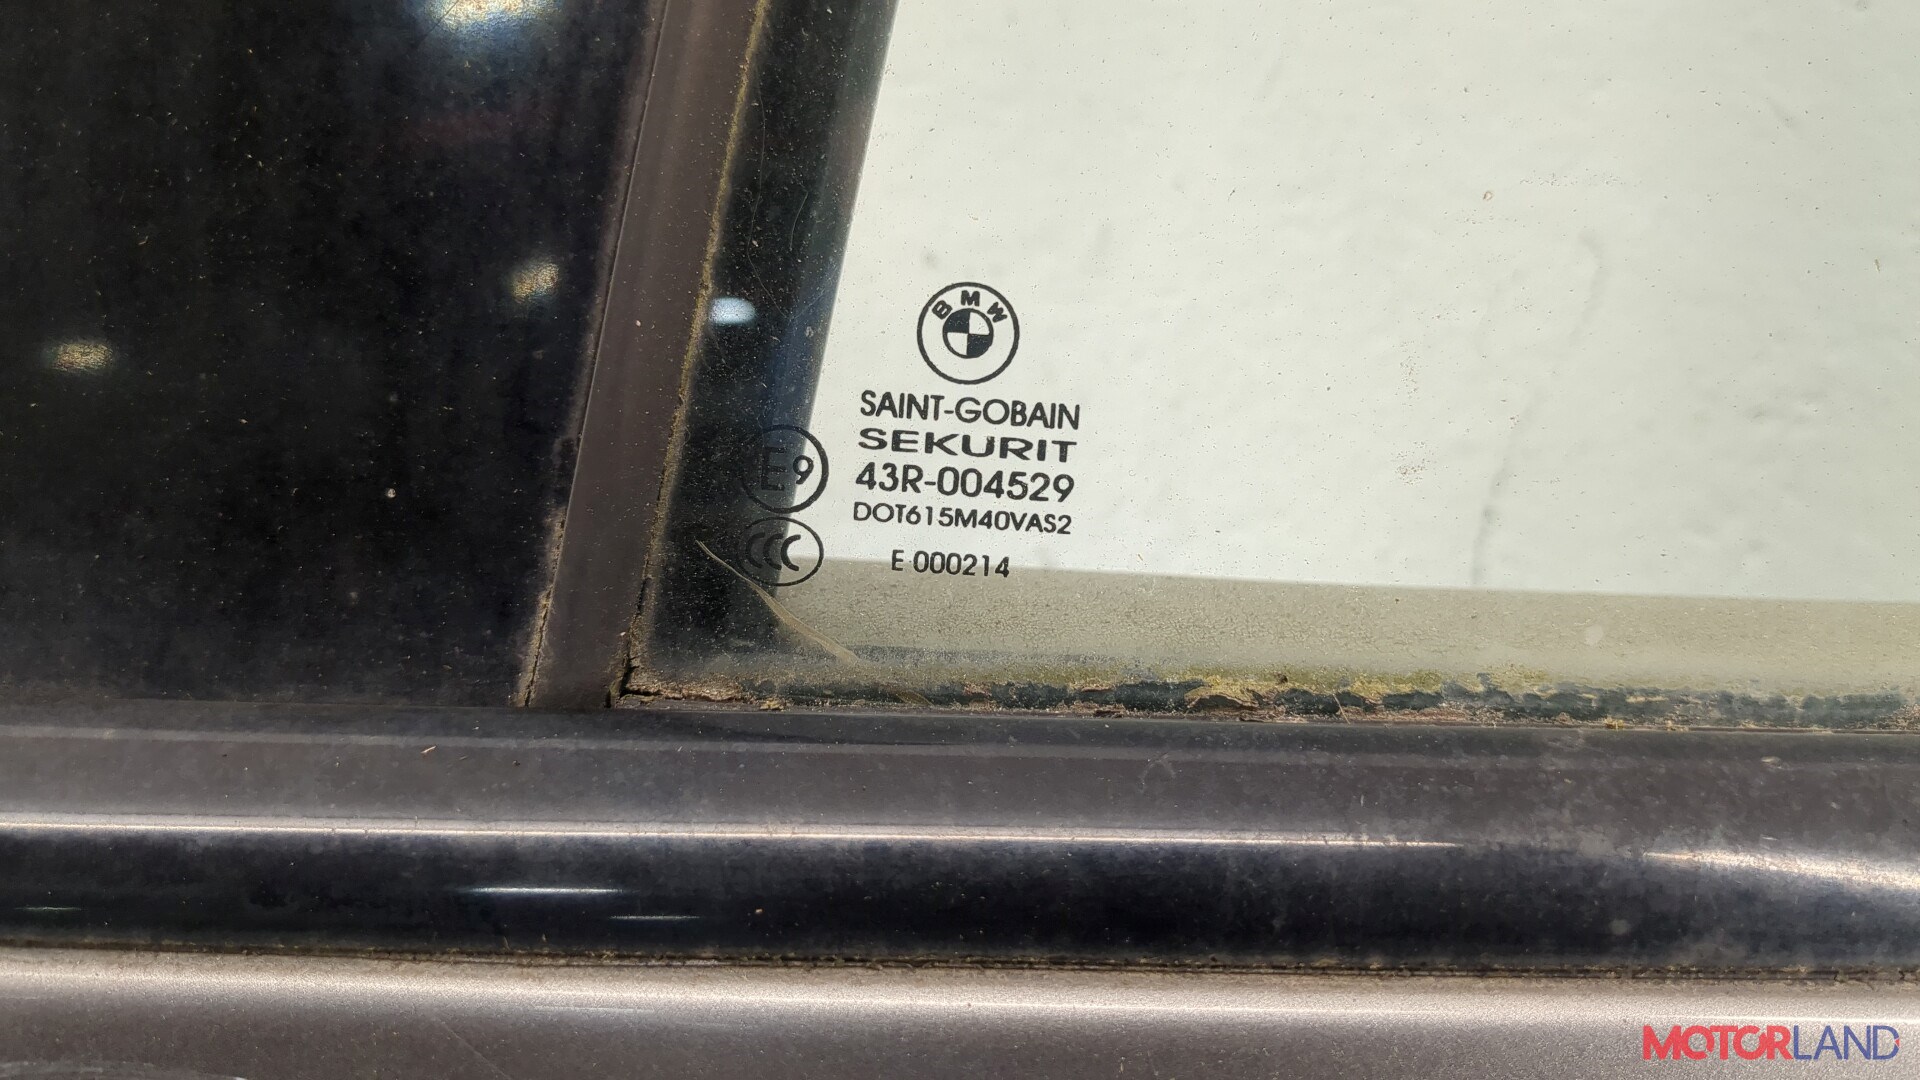 BMW
SAINT-GOBAIN
SEKURIT
E9
43R-004529
DOT615M40VAS2
CCC
E 000214
MOTORLAND